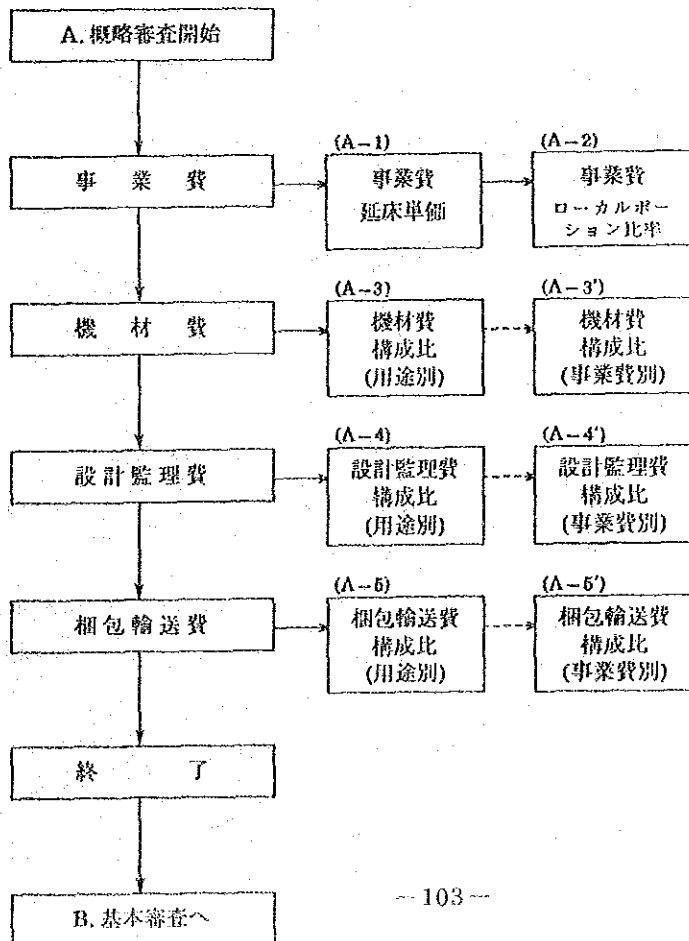 A. 概略審査開始
事業費
(A-1)
事業費
延床単価
(A-2)
事業費
ローカルポー
ション比率
機材費
(A-3)
機材費
構成比
(用途別)
(A-3')
機材費
構成比
(事業費別)
設計監理費
(A-4)
設計監理費
構成比
(用途別)
(A-4')
設計監理費
構成比
(事業費別)
梱包輸送費
(A-5)
梱包輸送費
構成比
(用途別)
(A-5')
梱包輸送費
構成比
(事業費別)
終了
B. 基本審査へ
-103-